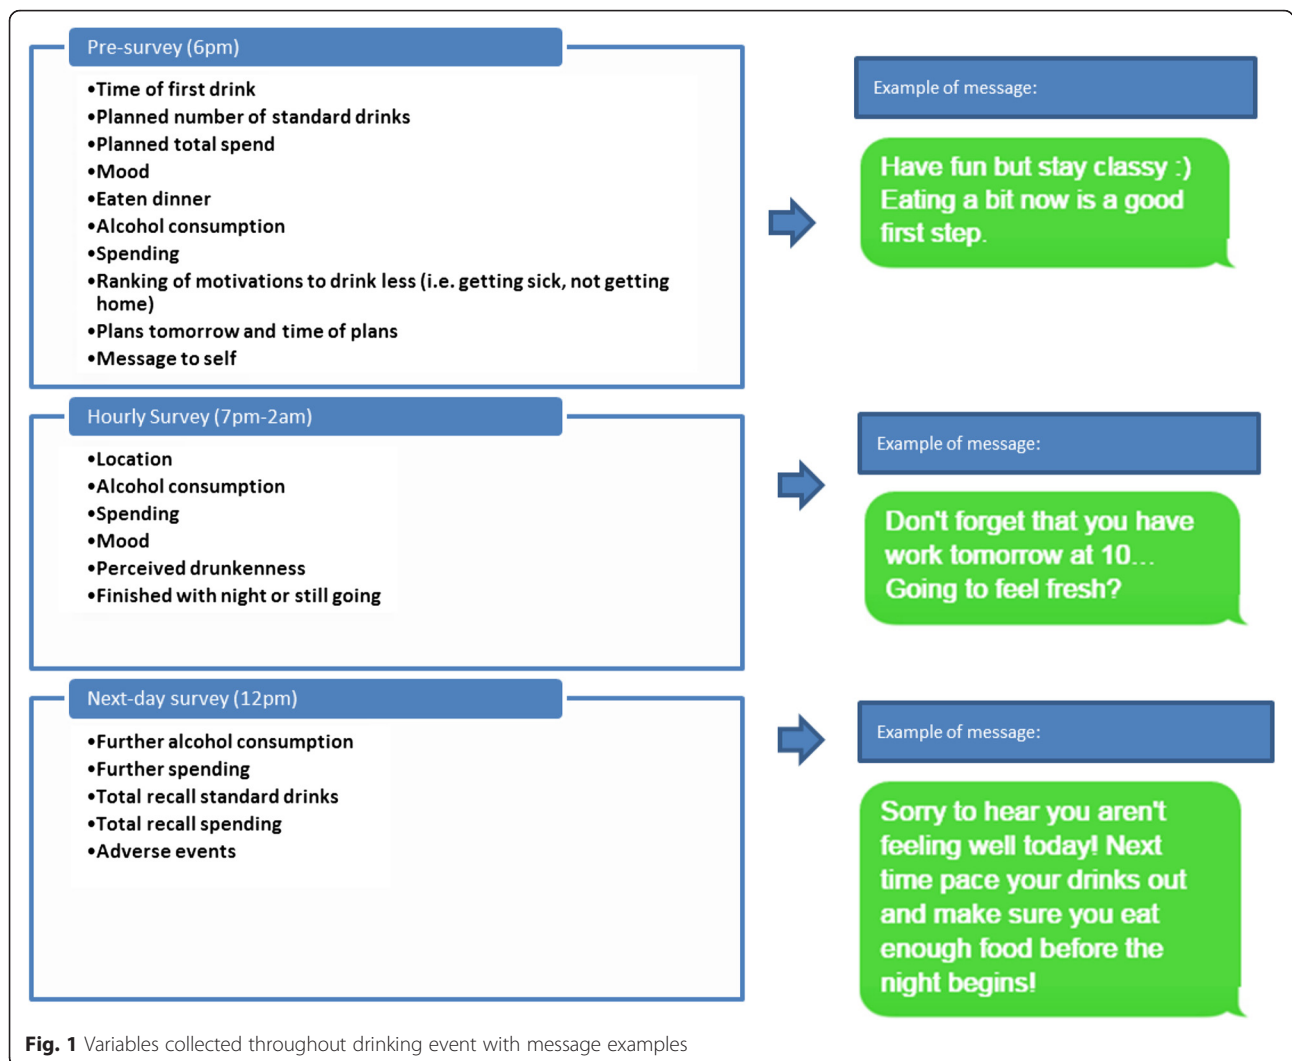 Pre-survey (6pm)
•Time of first drink
•Planned number of standard drinks
•Planned total spend
•Mood
•Eaten dinner
•Alcohol consumption
•Spending
•Ranking of motivations to drink less (i.e. getting sick, not getting
home)
•Plans tomorrow and time of plans
•Message to self
Example of message:
Have fun but stay classy :)
Eating a bit now is a good
first step.
Hourly Survey (7pm-2am)
•Location
•Alcohol consumption
•Spending
•Mood
•Perceived drunkenness
•Finished with night or still going
Example of message:
Don't forget that you have
work tomorrow at 10...
Going to feel fresh?
Next-day survey (12pm)
•Further alcohol consumption
•Further spending
•Total recall standard drinks
•Total recall spending
•Adverse events
Example of message:
Sorry to hear you aren't
feeling well today! Next
time pace your drinks out
and make sure you eat
enough food before the
night begins!
Fig. 1 Variables collected throughout drinking event with message examples